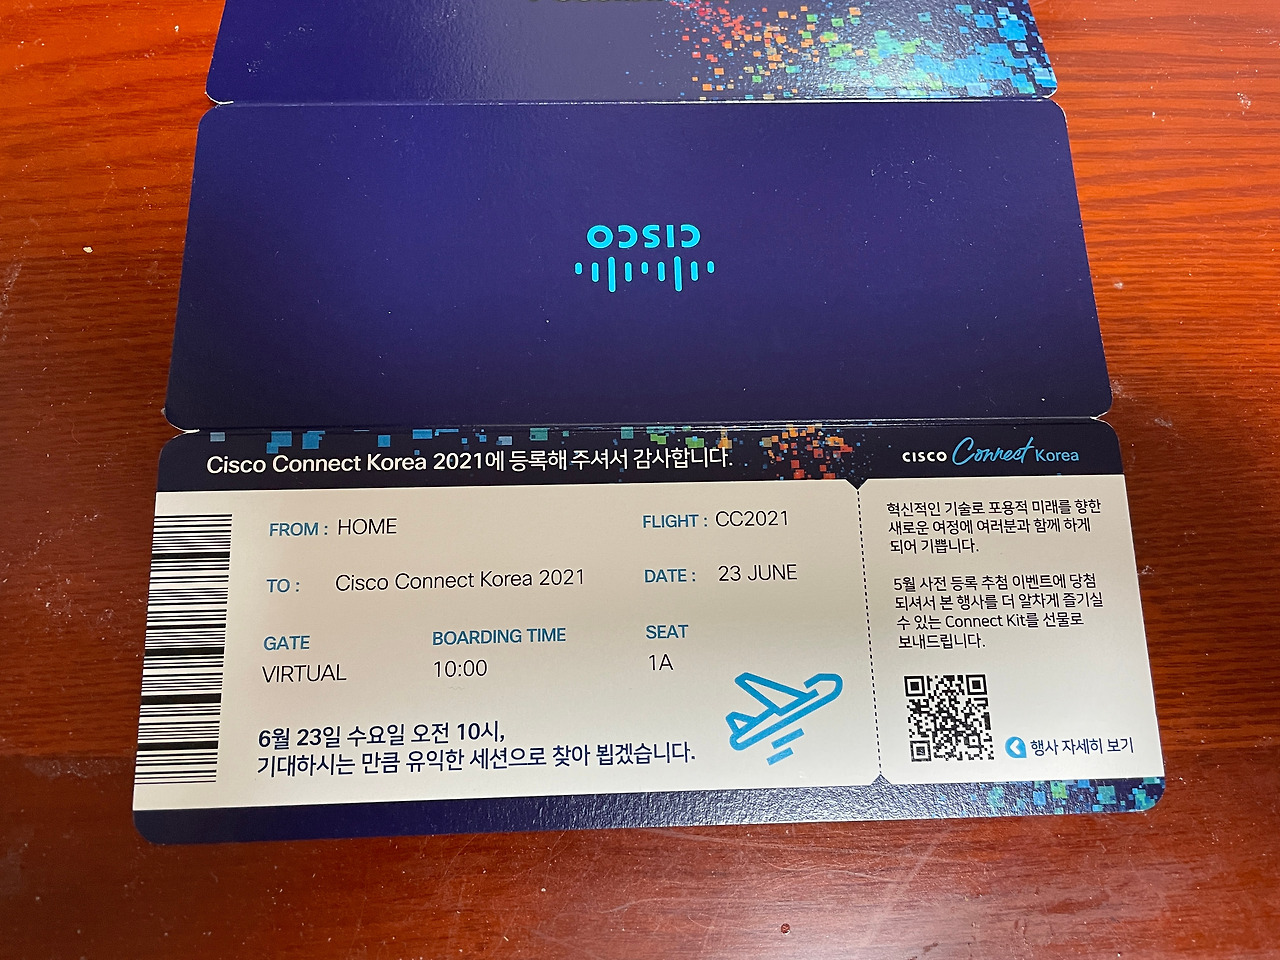 CISCO
Cisco Connect Korea 2021에 등록해 주셔서 감사합니다.
CISCO Connect Korea
FROM : HOME
FLIGHT : CC2021
TO : Cisco Connect Korea 2021
DATE : 23 JUNE
GATE
BOARDING TIME
SEAT
VIRTUAL
10:00
1A
6월 23일 수요일 오전 10시,
기대하시는 만큼 유익한 세션으로 찾아 뵙겠습니다.
혁신적인 기술로 포용적 미래를 향한
새로운 여정에 여러분과 함께 하게
되어 기쁩니다.
5월 사전 등록 추첨 이벤트에 당첨
되셔서 본 행사를 더 알차게 즐기실
수 있는 Connect Kit를 선물로
보내드립니다.
행사 자세히 보기